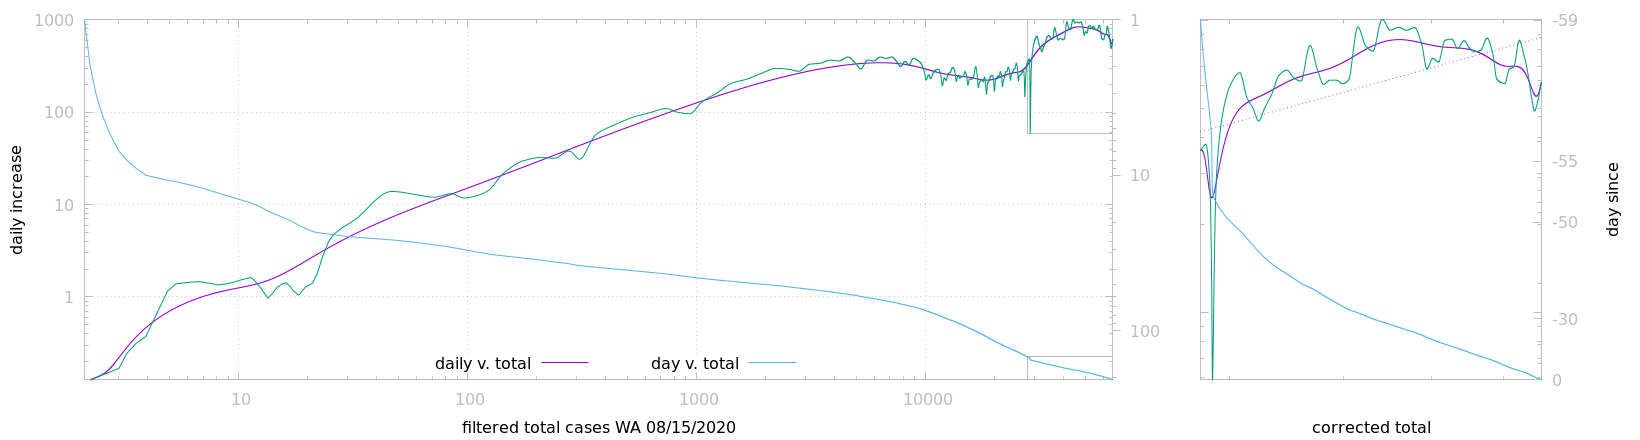 1000
100
10
1
daily increase
10
100
1000
10000
filtered total cases WA 08/15/2020
daily v. total
day v. total
1
10
100
-59
-55
-50
-30
0
day since
corrected total